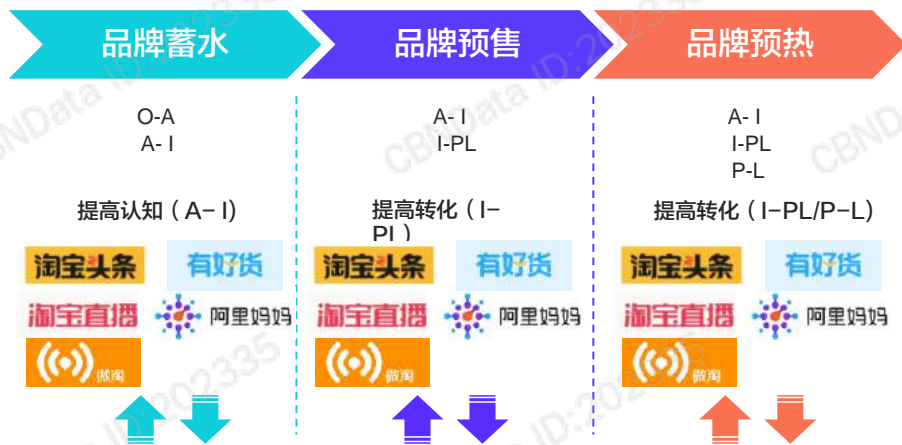 品牌蓄水
品牌预售
品牌预热
O-A
A- I
A- I
I-PL
A- I
I-PL
P-L
提高认知（A– I)
提高转化（I–
PL)
提高转化（I–PL/P–L)
淘宝头条
有好货
淘宝直播
阿里妈妈
微淘
淘宝头条
有好货
淘宝直播
阿里妈妈
微淘
淘宝头条
有好货
淘宝直播
阿里妈妈
微淘
CBNData ID:202335